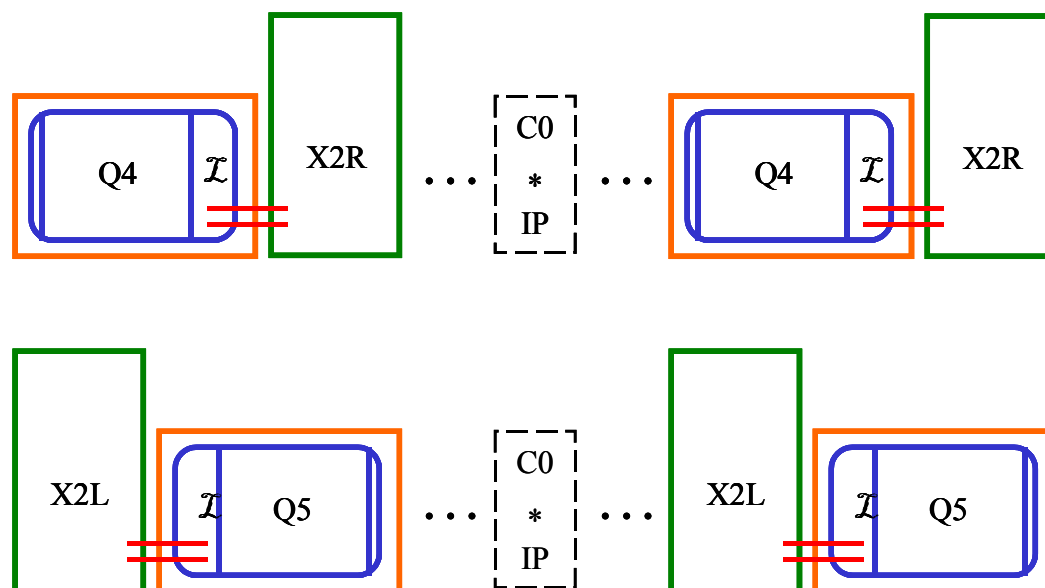 Q4 ℒ X2R ... C0 ... Q4 ℒ X2R
*
IP
X2L ℒ Q5 ... C0 ... X2L ℒ Q5
*
IP